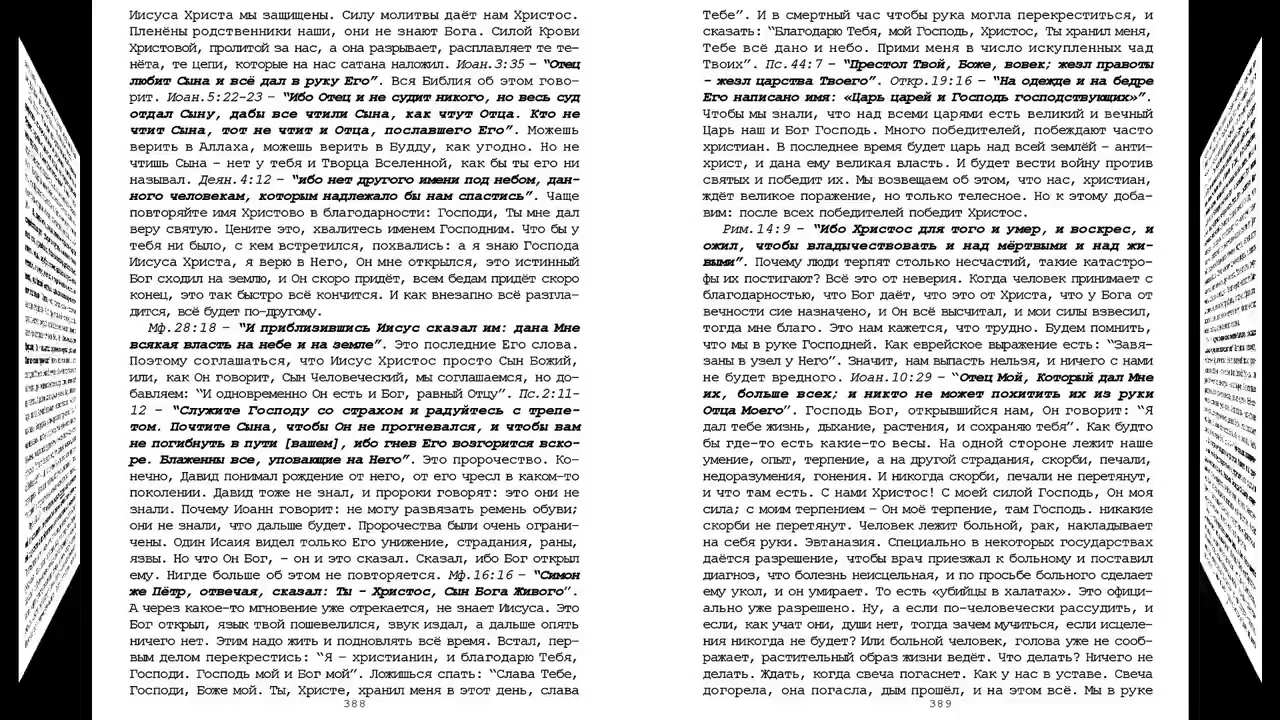 Иисуса Христа мы защищены. Силу молитвы даёт нам Христос.
Пленёны родственники наши, они не знают Бога. Силой Крови
Христовой, пролитой за нас, а она разрывает, расплавляет те те-
нёта, те цепи, которые на нас сатана наложил. Иоан.3:35 – “Отец
любит Сына и всё дал в руку Его”. Вся Библия об этом гово-
рит. Иоан.5:22-23 – “Ибо Отец и не судит никого, но весь суд
отдал Сыну, дабы все чтили Сына, как чтут Отца. Кто не
чтит Сына, тот не чтит и Отца, пославшего Его”. Можешь
верить в Аллаха, можешь верить в Будду, как угодно. Но не
чтишь Сына – нет у тебя и Творца Вселенной, как бы ты его ни
называл. Деян.4:12 – “ибо нет другого имени под небом, дан-
ного человекам, которым надлежало бы нам спастись”. Чаще
повторяйте имя Христово в благодарности: Господи, Ты мне дал
веру святую. Цените это, хвалитесь именем Господним. Что бы у
тебя ни было, с кем встретился, похвались: а я знаю Господа
Иисуса Христа, я верю в Него, Он мне открылся, это истинный
Бог сходил на землю, и Он скоро придёт, всем бедам придёт скоро
конец, это так быстро всё кончится. И как внезапно всё разгла-
дится, всё будет по-другому.
Мф.28:18 – “И приблизившись Иисус сказал им: дана Мне
всякая власть на небе и на земле”. Это последние Его слова.
Поэтому соглашаться, что Иисус Христос просто Сын Божий,
или, как Он говорит, Сын Человеческий, мы соглашаемся, но до-
бавляем: “И одновременно Он есть и Бог, равный Отцу”. Пс.2:11-
12 – “Служите Господу со страхом и радуйтесь с трепе-
том. Почтите Сына, чтобы Он не прогневался, и чтобы вам
не погибнуть в пути [вашем], ибо гнев Его возгорится вско-
ре. Блаженны все, уповающие на Него”. Это пророчество. Ко-
нечно, Давид понимал рождение от него, от его чресл в каком-то
поколении. Давид тоже не знал, и пророки говорят: это они не
знали. Почему Иоанн говорит: не могу развязать ремень обуви;
они не знали, что дальше будет. Пророчества были очень ограни-
чены. Один Исаия видел только Его унижение, страдания, раны,
язвы. Но что Он Бог, – он и это сказал. Сказал, ибо Бог открыл
ему. Нигде больше об этом не повторяется. Мф.16:16 – “Симон
же Пётр, отвечая, сказал: Ты – Христос, Сын Бога Живого”.
А через какое-то мгновение уже отрекается, не знает Иисуса. Это
Бог открыл, язык твой пошевелился, звук издал, а дальше опять
ничего нет. Этим надо жить и подновлять всё время. Встал, пер-
вым делом перекрестись: “Я – христианин, и благодарю Тебя,
Господи. Господь мой и Бог мой”. Ложишься спать: “Слава Тебе,
Господи, Боже мой. Ты, Христе, хранил меня в этот день, слава
388
Тебе”. И в смертный час чтобы рука могла перекреститься, и
сказать: “Благодарю Тебя, мой Господь, Христос, Ты хранил меня,
Тебе всё дано и небо. Прими меня в число искупленных чад
Твоих”. Пс.44:7 – “Престол Твой, Боже, вовек; жезл правоты
– жезл царства Твоего”. Откр.19:16 – “На одежде и на бедре
Его написано имя: «Царь царей и Господь господствующих»”.
Чтобы мы знали, что над всеми царями есть великий и вечный
Царь наш и Бог Господь. Много победителей, побеждают часто
христиан. В последнее время будет царь над всей землёй – анти-
христ, и дана ему великая власть. И будет вести войну против
святых и победит их. Мы возвещаем об этом, что нас, христиан,
ждёт великое поражение, но только телесное. Но к этому доба-
вим: после всех победителей победит Христос.
Рим.14:9 – “Ибо Христос для того и умер, и воскрес, и
ожил, чтобы владычествовать и над мёртвыми и над жи-
выми”. Почему люди терпят столько несчастий, такие катастро-
фы их постигают? Всё это от неверия. Когда человек принимает с
благодарностью, что Бог даёт, что это от Христа, что у Бога от
вечности сие назначено, и Он всё высчитал, и мои силы взвесил,
тогда мне благо. Это нам кажется, что трудно. Будем помнить,
что мы в руке Господней. Как еврейское выражение есть: “Завя-
заны в узел у Него”. Значит, нам выпасть нельзя, и ничего с нами
не будет вредного. Иоан.10:29 – “Отец Мой, Который дал Мне
их, больше всех; и никто не может похитить их из руки
Отца Моего”. Господь Бог, открывшийся нам, Он говорит: “Я
дал тебе жизнь, дыхание, растения, и сохраняю тебя”. Как будто
бы где-то есть какие-то весы. На одной стороне лежит наше
умение, опыт, терпение, а на другой страдания, скорби, печали,
недоразумения, гонения. И никогда скорби, печали не перетянут,
и что там есть. С нами Христос! С моей силой Господь, Он моя
сила; с моим терпением – Он моё терпение, там Господь. никакие
скорби не перетянут. Человек лежит больной, рак, накладывает
на себя руки. Эвтаназия. Специально в некоторых государствах
даётся разрешение, чтобы врач приезжал к больному и поставил
диагноз, что болезнь неисцельная, и по просьбе больного сделает
ему укол, и он умирает. То есть «убийцы в халатах». Это офици-
ально уже разрешено. Ну, а если по-человечески рассудить, и
если, как учат они, души нет, тогда зачем мучиться, если исцеле-
ния никогда не будет? Или больной человек, голова уже не сооб-
ражает, растительный образ жизни ведёт. Что делать? Ничего не
делать. Ждать, когда свеча погаснет. Как у нас в уставе. Свеча
догорела, она погасла, дым прошёл, и на этом всё. Мы в руке
389